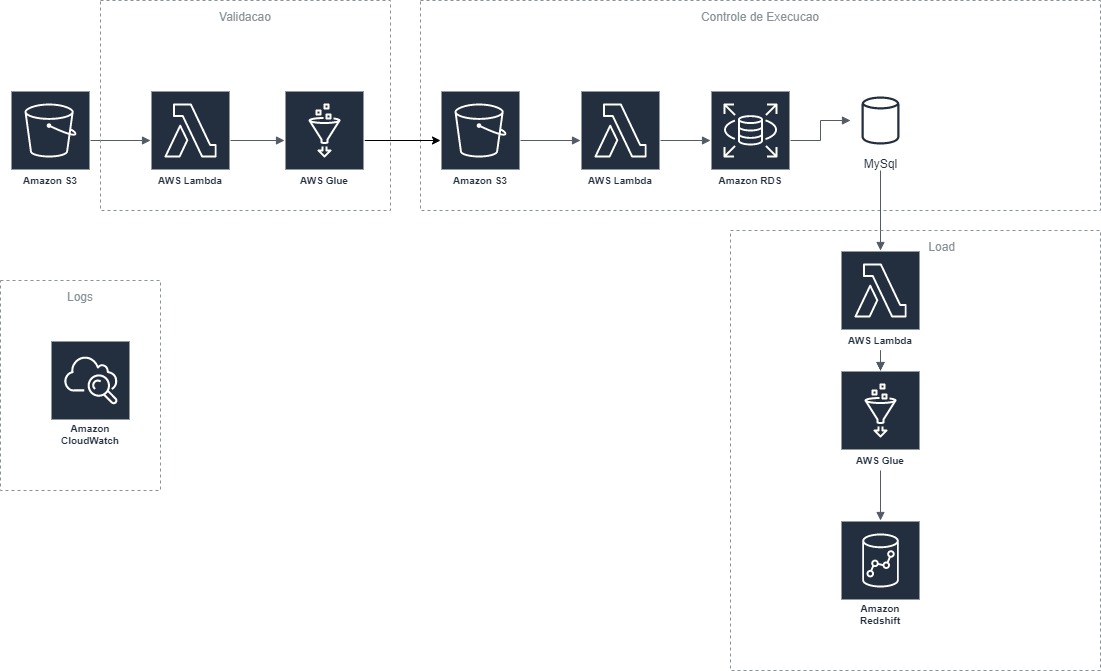 Validacao
Controle de Execucao
Amazon S3
AWS Lambda
AWS Glue
Amazon S3
AWS Lambda
Amazon RDS
MySql
Load
AWS Lambda
AWS Glue
Amazon
Redshift
Logs
Amazon
CloudWatch